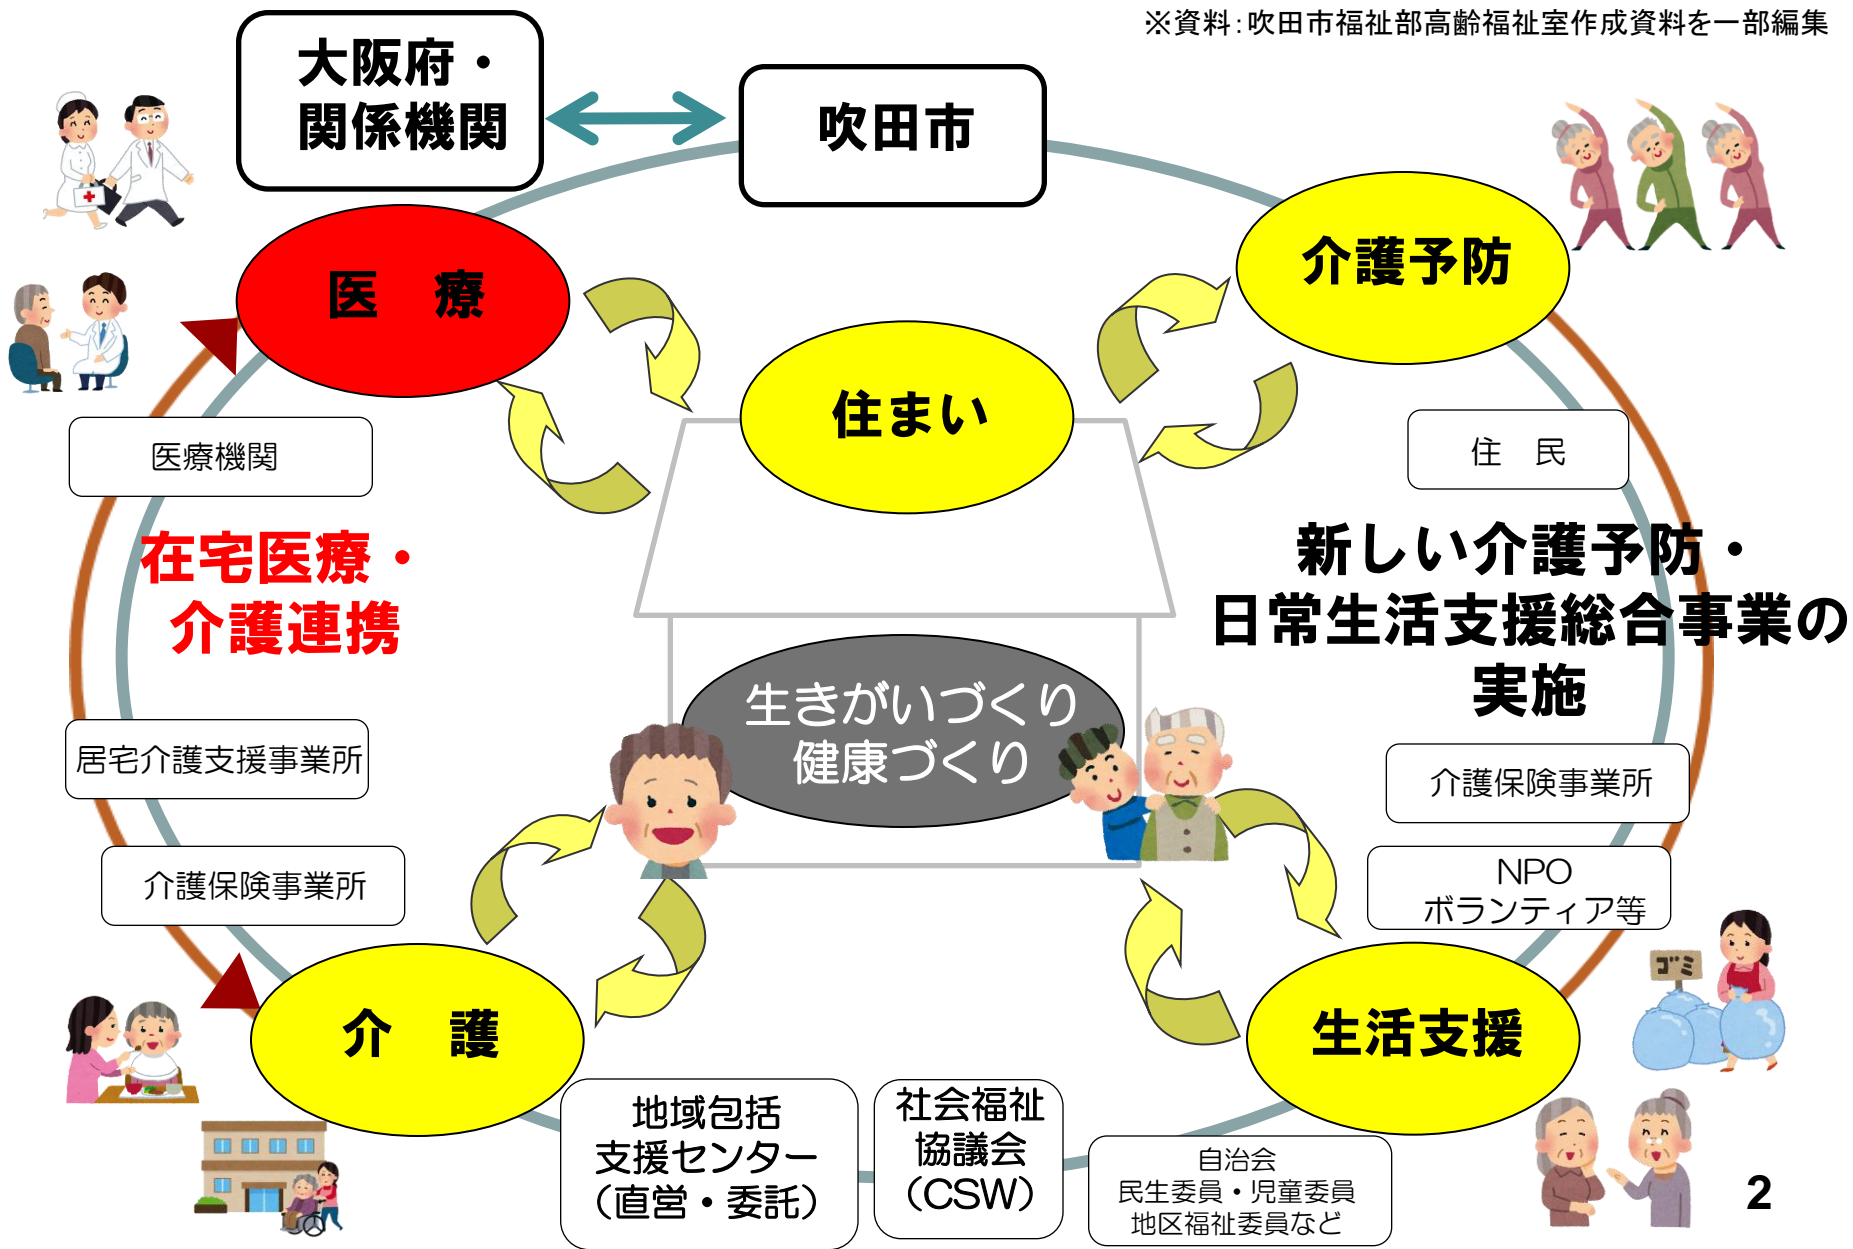 ※資料：吹田市福祉部高齢福祉室作成資料を一部編集
大阪府・
関係機関
吹田市
医　療
介護予防
住まい
医療機関
住　民
在宅医療・
介護連携
新しい介護予防・
日常生活支援総合事業の
実施
生きがいづくり
健康づくり
居宅介護支援事業所
介護保険事業所
介護保険事業所
NPO
ボランティア等
ゴミ
介　護
生活支援
地域包括
支援センター
（直営・委託）
社会福祉
協議会
（CSW）
自治会
民生委員・児童委員
地区福祉委員など
2